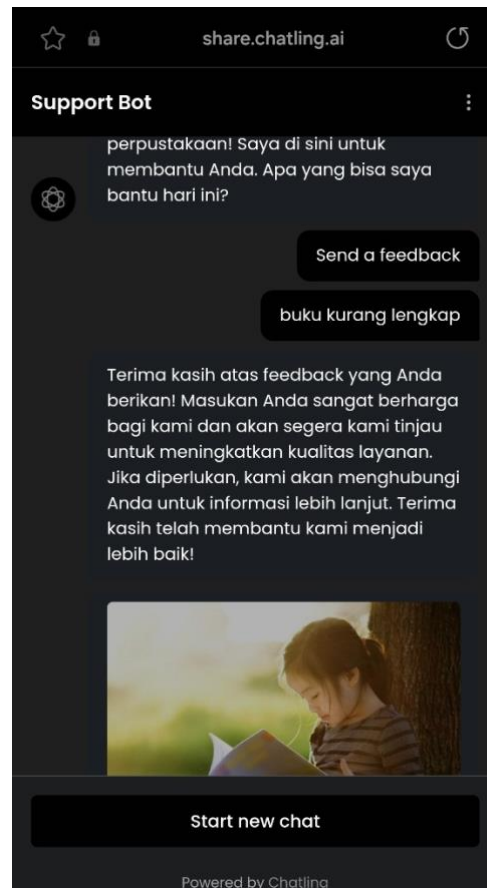 share.chatling.ai
Support Bot
perpustakaan! Saya di sini untuk
membantu Anda. Apa yang bisa saya
bantu hari ini?
Send a feedback
buku kurang lengkap
Terima kasih atas feedback yang Anda
berikan! Masukan Anda sangat berharga
bagi kami dan akan segera kami tinjau
untuk meningkatkan kualitas layanan.
Jika diperlukan, kami akan menghubungi
Anda untuk informasi lebih lanjut. Terima
kasih telah membantu kami menjadi
lebih baik!
Start new chat
Powered by Chatling